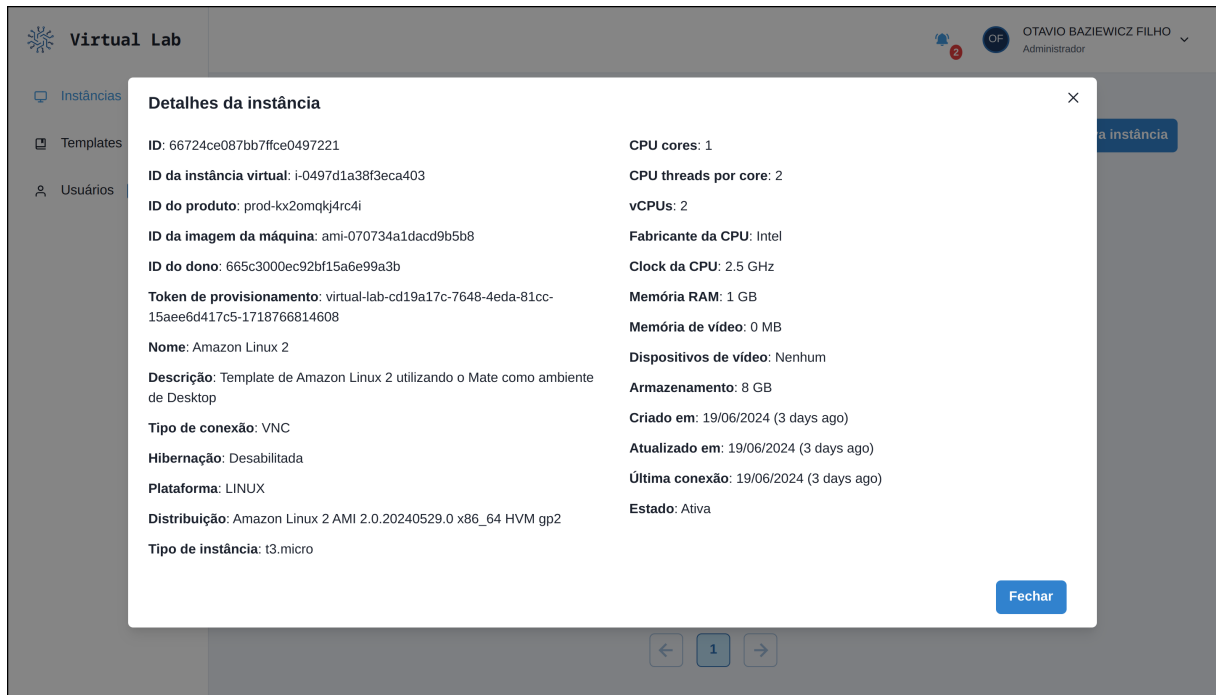 Virtual Lab
2
OF
OTAVIO BAZIEWICZ FILHO
Administrador
Instâncias
Templates
Usuários
a instância
Detalhes da instância
ID: 66724ce087bb7ffce0497221
ID da instância virtual: i-0497d1a38f3eca403
ID do produto: prod-kx2omqkj4rc4i
ID da imagem da máquina: ami-070734a1dacd9b5b8
ID do dono: 665c3000ec92bf15a6e99a3b
Token de provisionamento: virtual-lab-cd19a17c-7648-4eda-81cc-
15aee6d417c5-1718766814608
Nome: Amazon Linux 2
Descrição: Template de Amazon Linux 2 utilizando o Mate como ambiente
de Desktop
Tipo de conexão: VNC
Hibernação: Desabilitada
Plataforma: LINUX
Distribuição: Amazon Linux 2 AMI 2.0.20240529.0 x86_64 HVM gp2
Tipo de instância: t3.micro
CPU cores: 1
CPU threads por core: 2
vCPUs: 2
Fabricante da CPU: Intel
Clock da CPU: 2.5 GHz
Memória RAM: 1 GB
Memória de vídeo: 0 MB
Dispositivos de vídeo: Nenhum
Armazenamento: 8 GB
Criado em: 19/06/2024 (3 days ago)
Atualizado em: 19/06/2024 (3 days ago)
Última conexão: 19/06/2024 (3 days ago)
Estado: Ativa
Fechar
1